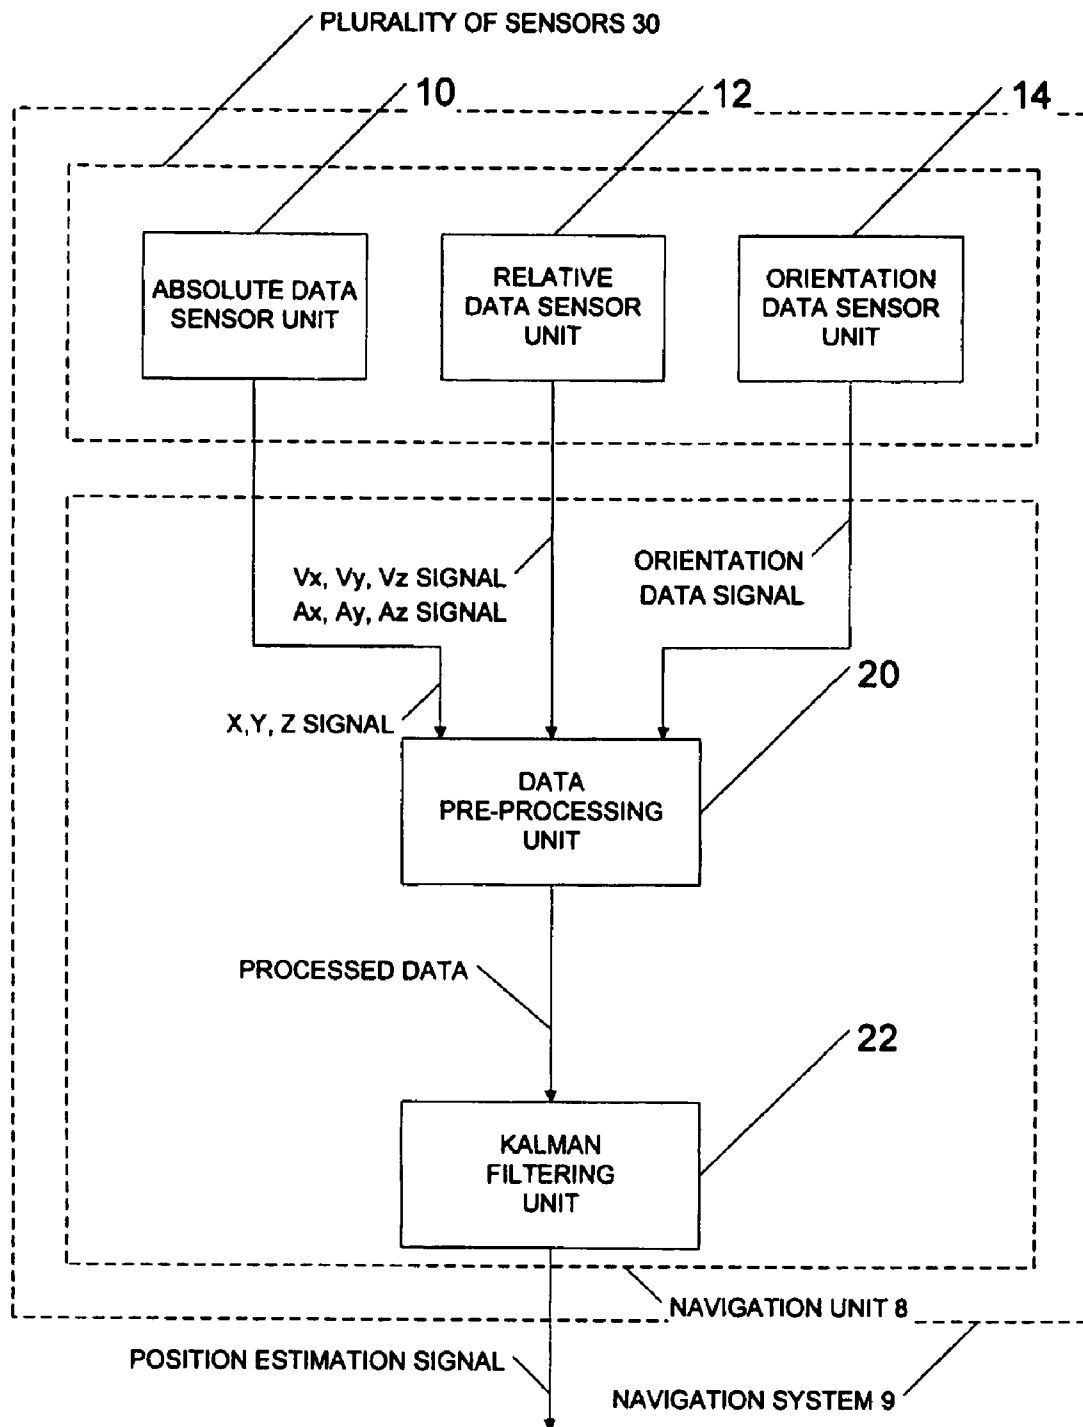 PLURALITY OF SENSORS 30
10
12
14
ABSOLUTE DATA
SENSOR UNIT
RELATIVE
DATA SENSOR
UNIT
ORIENTATION
DATA SENSOR
UNIT
Vx, Vy, Vz SIGNAL
Ax, Ay, Az SIGNAL
ORIENTATION
DATA SIGNAL
X,Y, Z SIGNAL
20
DATA
PRE-PROCESSING
UNIT
PROCESSED DATA
22
KALMAN
FILTERING
UNIT
NAVIGATION UNIT 8
POSITION ESTIMATION SIGNAL
NAVIGATION SYSTEM 9